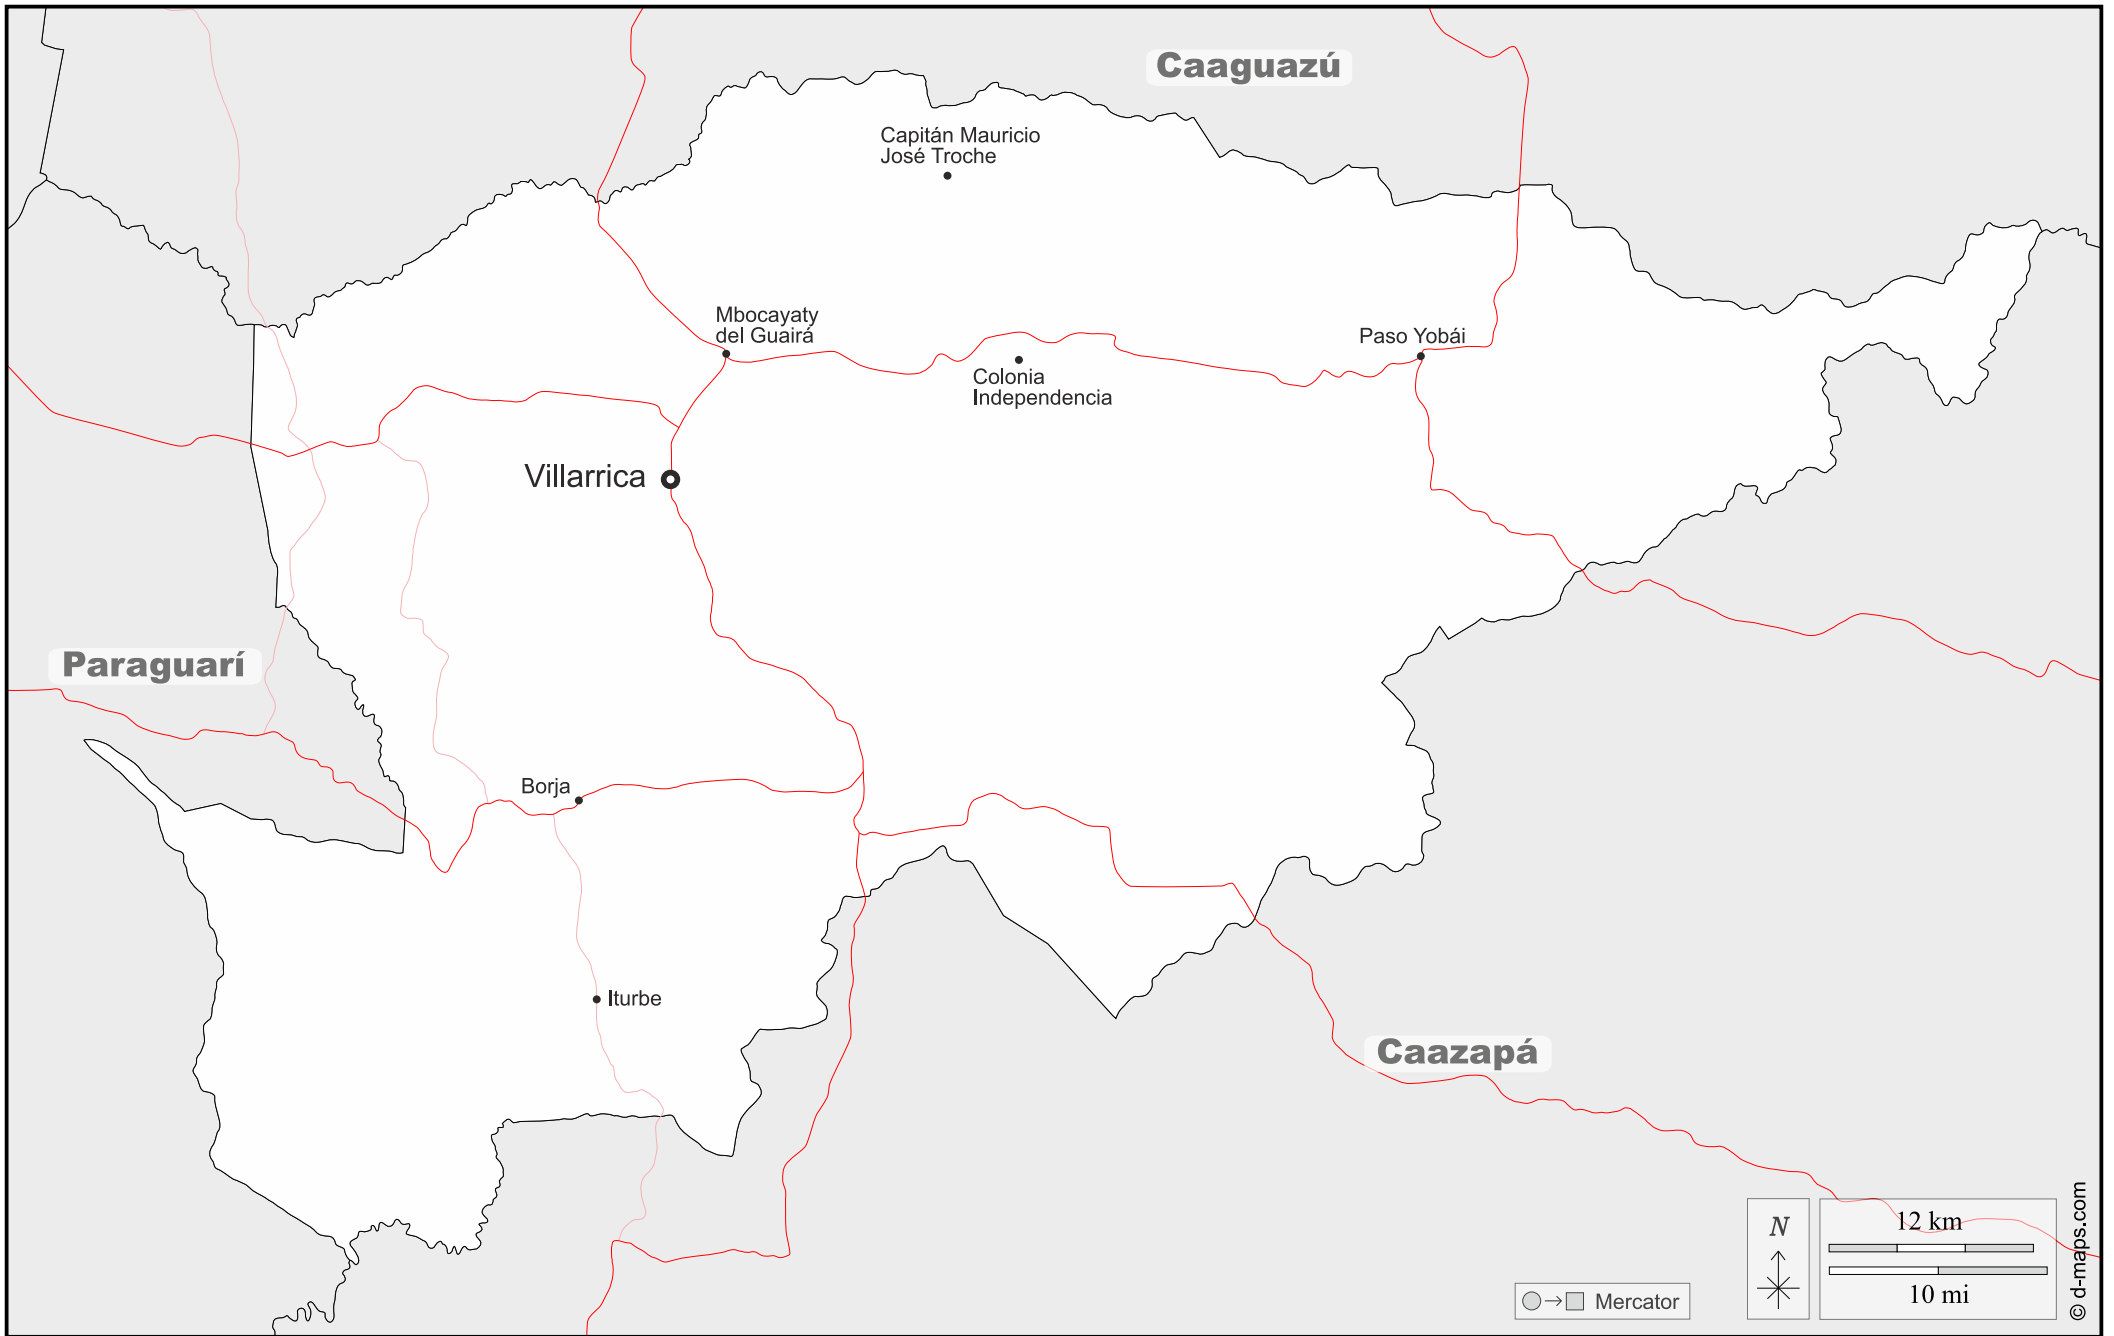 Caaguazú
Capitán Mauricio
José Troche
Mbocayaty
del Guairá
Paso Yobái
Colonia
Independencia
Villarrica
Paraguarí
Borja
Iturbe
Caazapá
N
12 km
10 mi
Mercator
© d-maps.com